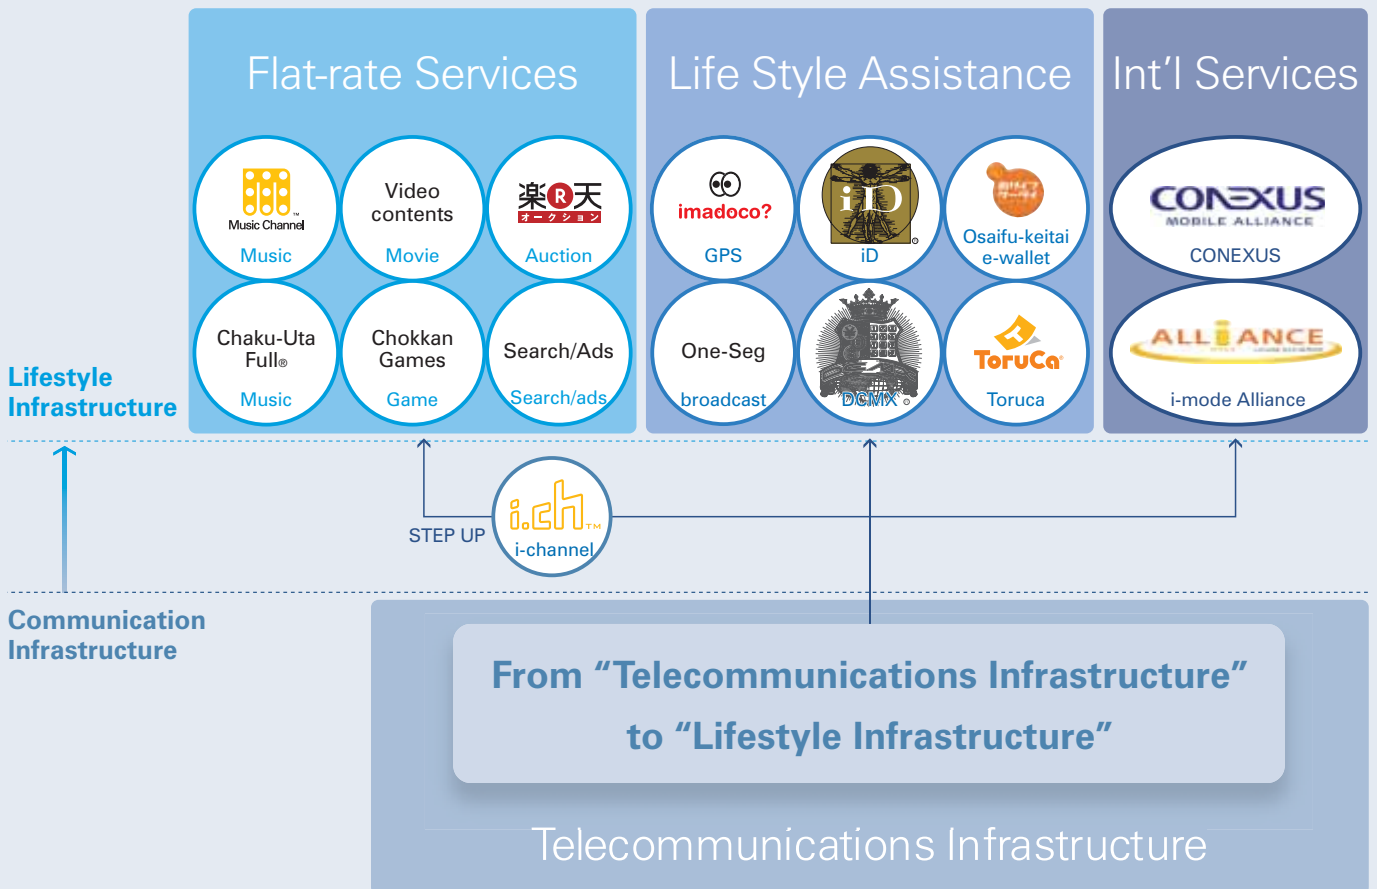 Flat-rate Services
Life Style Assistance
Int'l Services
Music Channel
TM
Music
Video
contents
Movie
楽R天
オークション
Auction
imadoco?
GPS
iD
®
iD
Osaifu-keitai
e-wallet
CONEXUS
MOBILE ALLIANCE
CONEXUS
Chaku-Uta
Full®
Music
Chokkan
Games
Game
Search/Ads
Search/ads
One-Seg
broadcast
DCMX
ToruCa
Toruca
ALLIANCE
i-mode Alliance
Lifestyle
Infrastructure
i.ch TM
i-channel
STEP UP
Communication
Infrastructure
From “Telecommunications Infrastructure”
to “Lifestyle Infrastructure”
Telecommunications Infrastructure